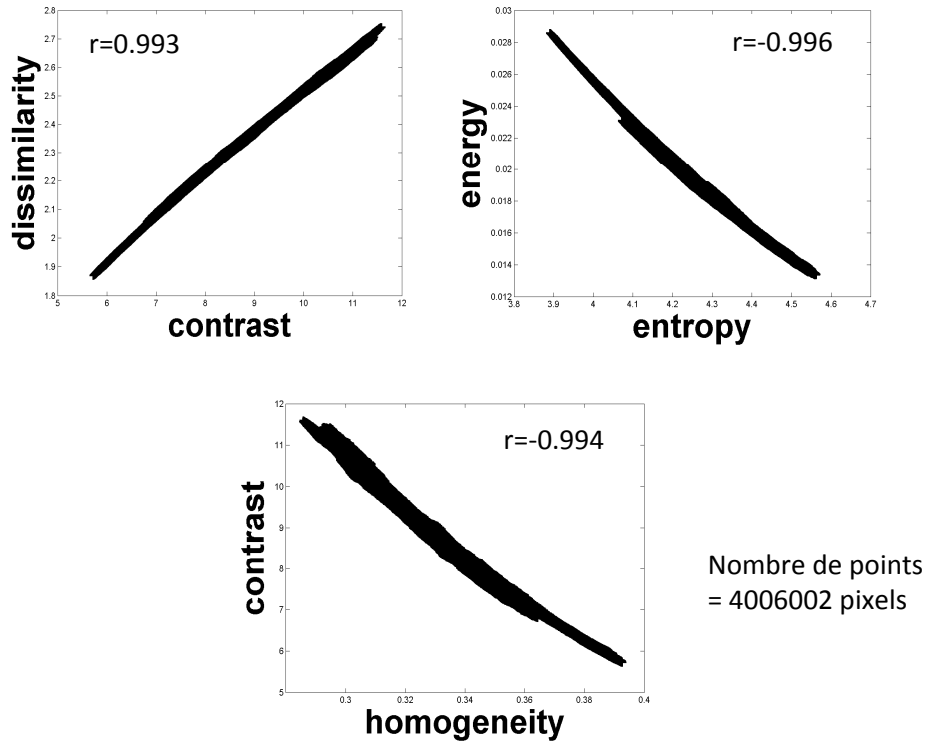 r=0.993
dissimilarity
2.8
2.7
2.6
2.5
2.4
2.3
2.2
2.1
2
1.9
1.8
5 6 7 8 9 10 11 12
contrast
r=-0.996
energy
0.03
0.028
0.026
0.024
0.022
0.02
0.018
0.016
0.014
0.012
3.8 3.9 4 4.1 4.2 4.3 4.4 4.5 4.6 4.7
entropy
r=-0.994
contrast
12
11
10
9
8
7
6
5
0.3 0.32 0.34 0.36 0.38 0.4
homogeneity
Nombre de points
= 4006002 pixels